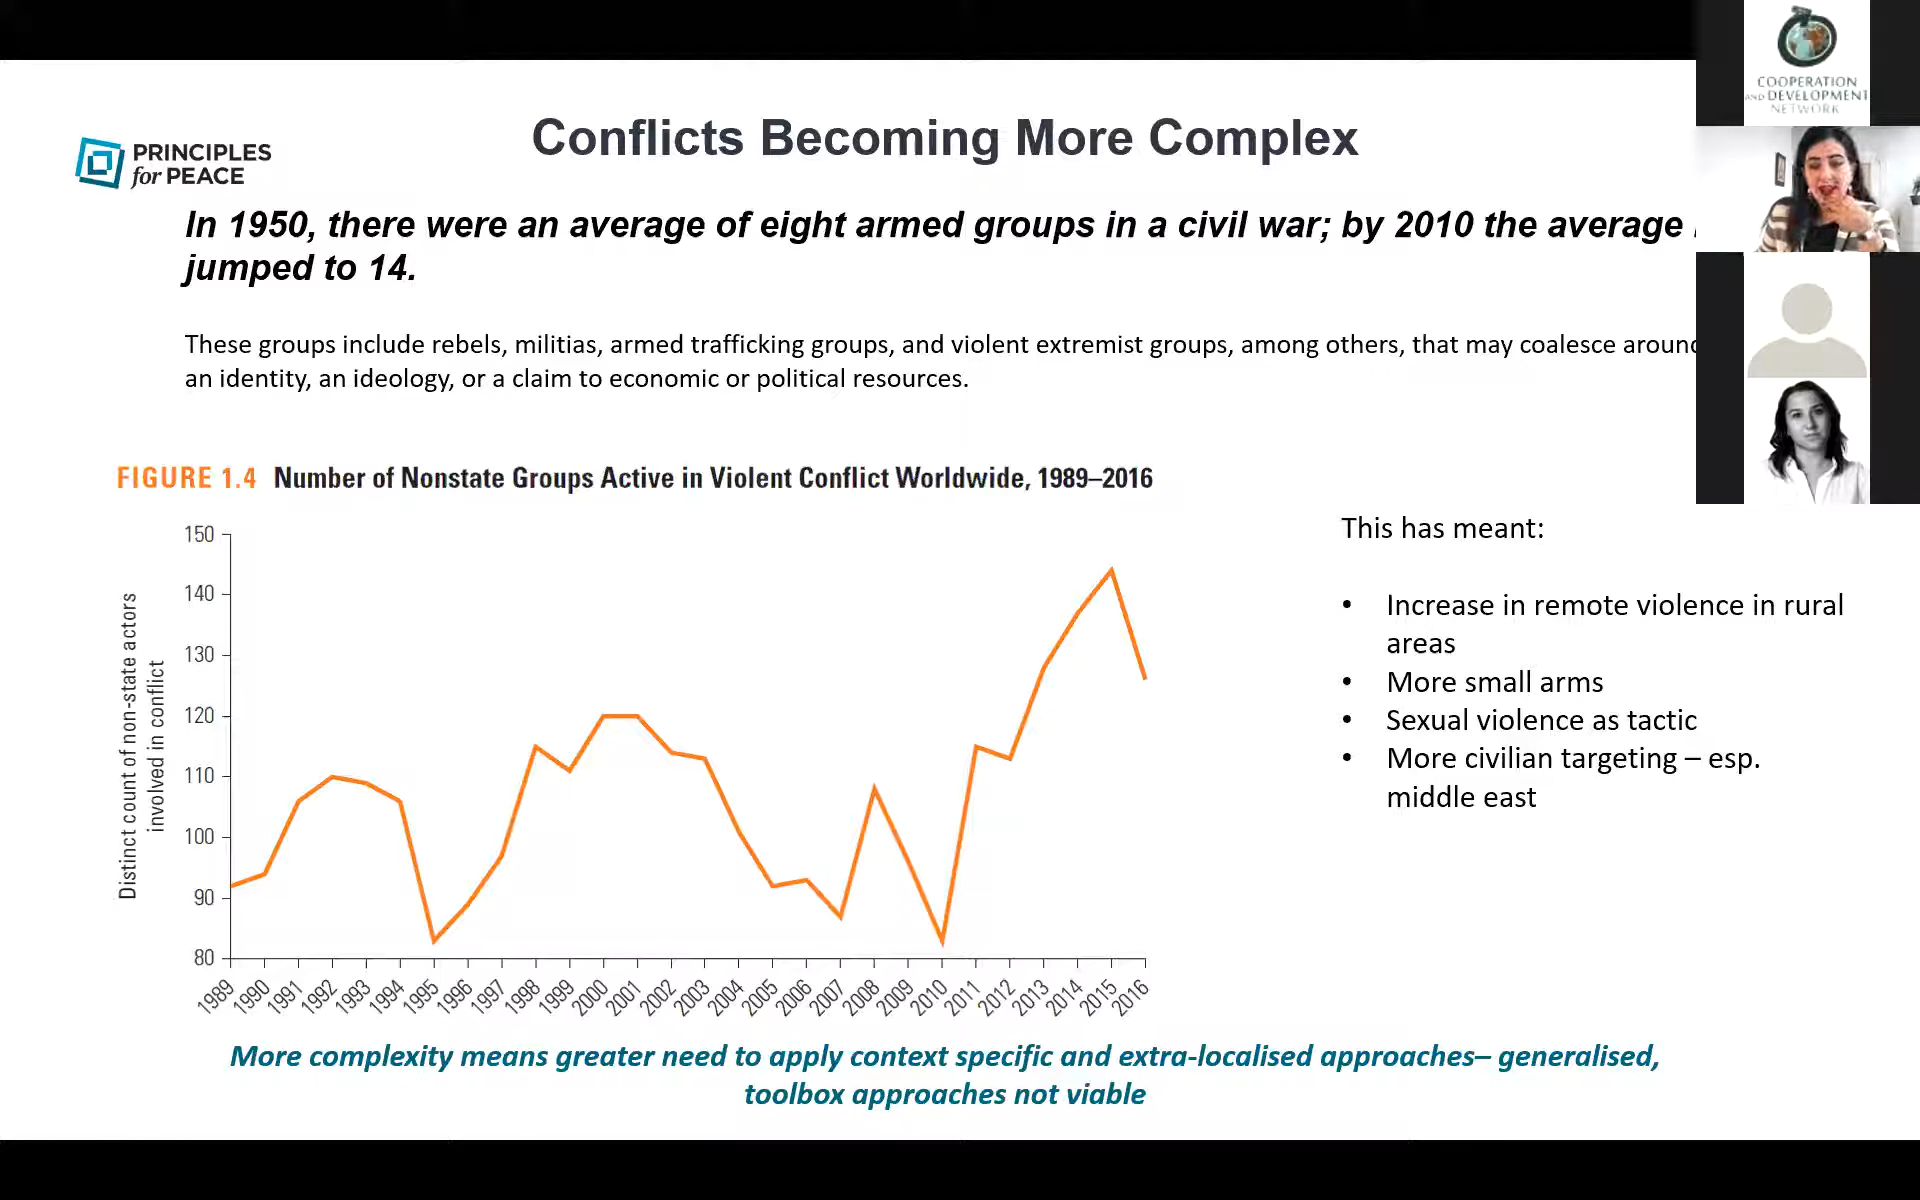 COOPERATION
AND DEVELOPMENT
NETWORK
Conflicts Becoming More Complex
PRINCIPLES
for PEACE
In 1950, there were an average of eight armed groups in a civil war; by 2010 the average
jumped to 14.
These groups include rebels, militias, armed trafficking groups, and violent extremist groups, among others, that may coalesce around
an identity, an ideology, or a claim to economic or political resources.
FIGURE 1.4 Number of Nonstate Groups Active in Violent Conflict Worldwide, 1989–2016
Distinct count of non-state actors
involved in conflict
150
140
130
120
110
100
90
80
1989 1990 1991 1992 1993 1994 1995 1996 1997 1998 1999 2000 2001 2002 2003 2004 2005 2006 2007 2008 2009 2010 2011 2012 2013 2014 2015 2016
This has meant:
• Increase in remote violence in rural
areas
• More small arms
• Sexual violence as tactic
• More civilian targeting – esp.
middle east
More complexity means greater need to apply context specific and extra-localised approaches– generalised,
toolbox approaches not viable